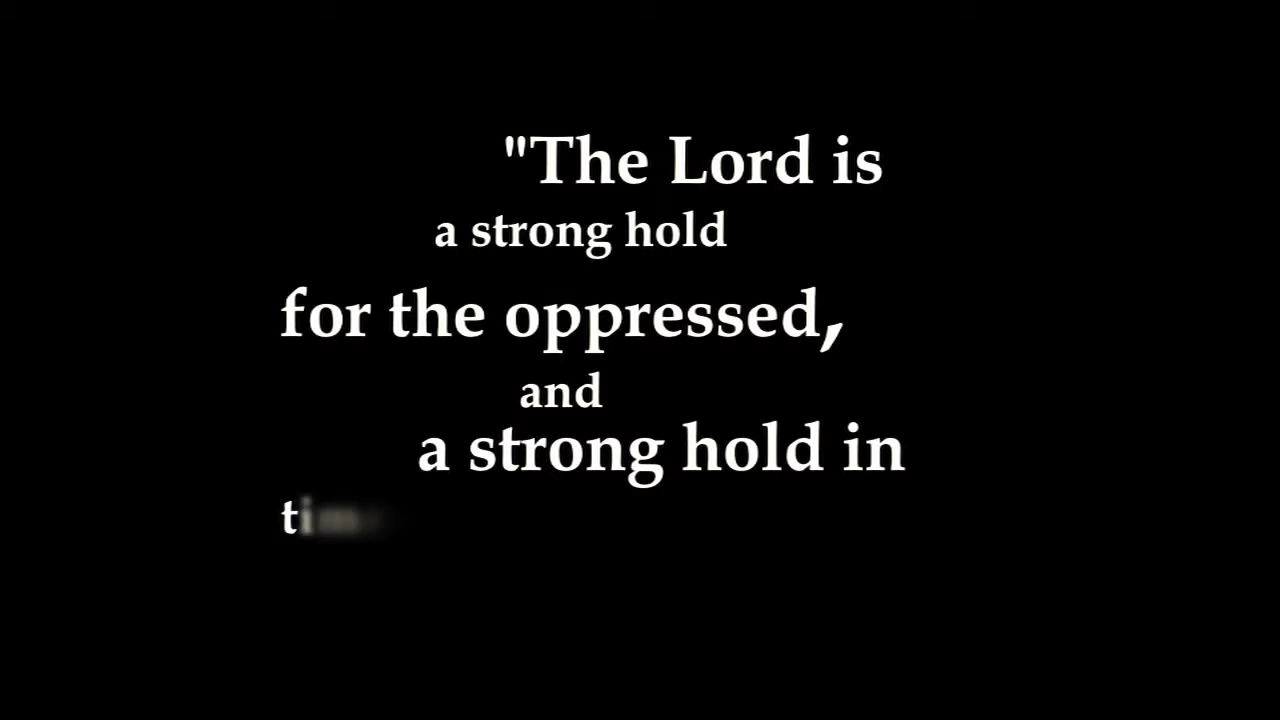 "The Lord is
a strong hold
for the oppressed,
and
a strong hold in